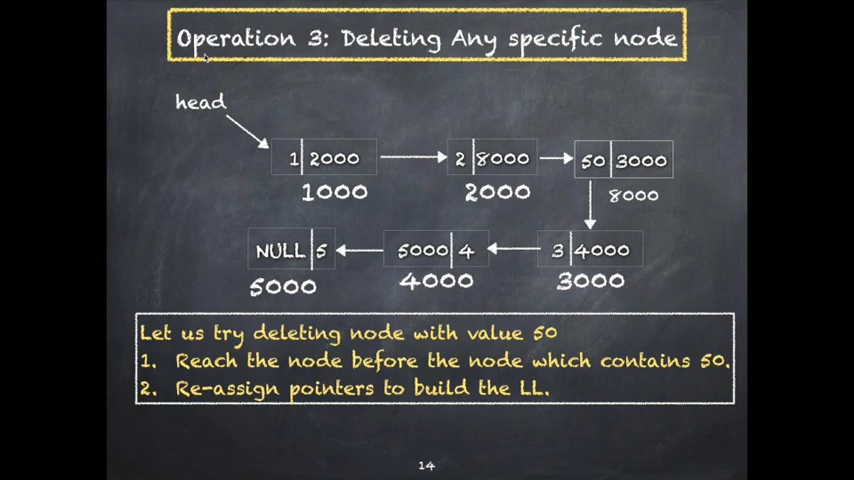 Operation 3: Deleting Any specific node
head
1 2000
2 8000
50 3000
1000
2000
8000
NULL 5
5000 4
3 4000
5000
4000
3000
Let us try deleting node with value 50
1. Reach the node before the node which contains 50.
2. Re-assign pointers to build the LL.
14